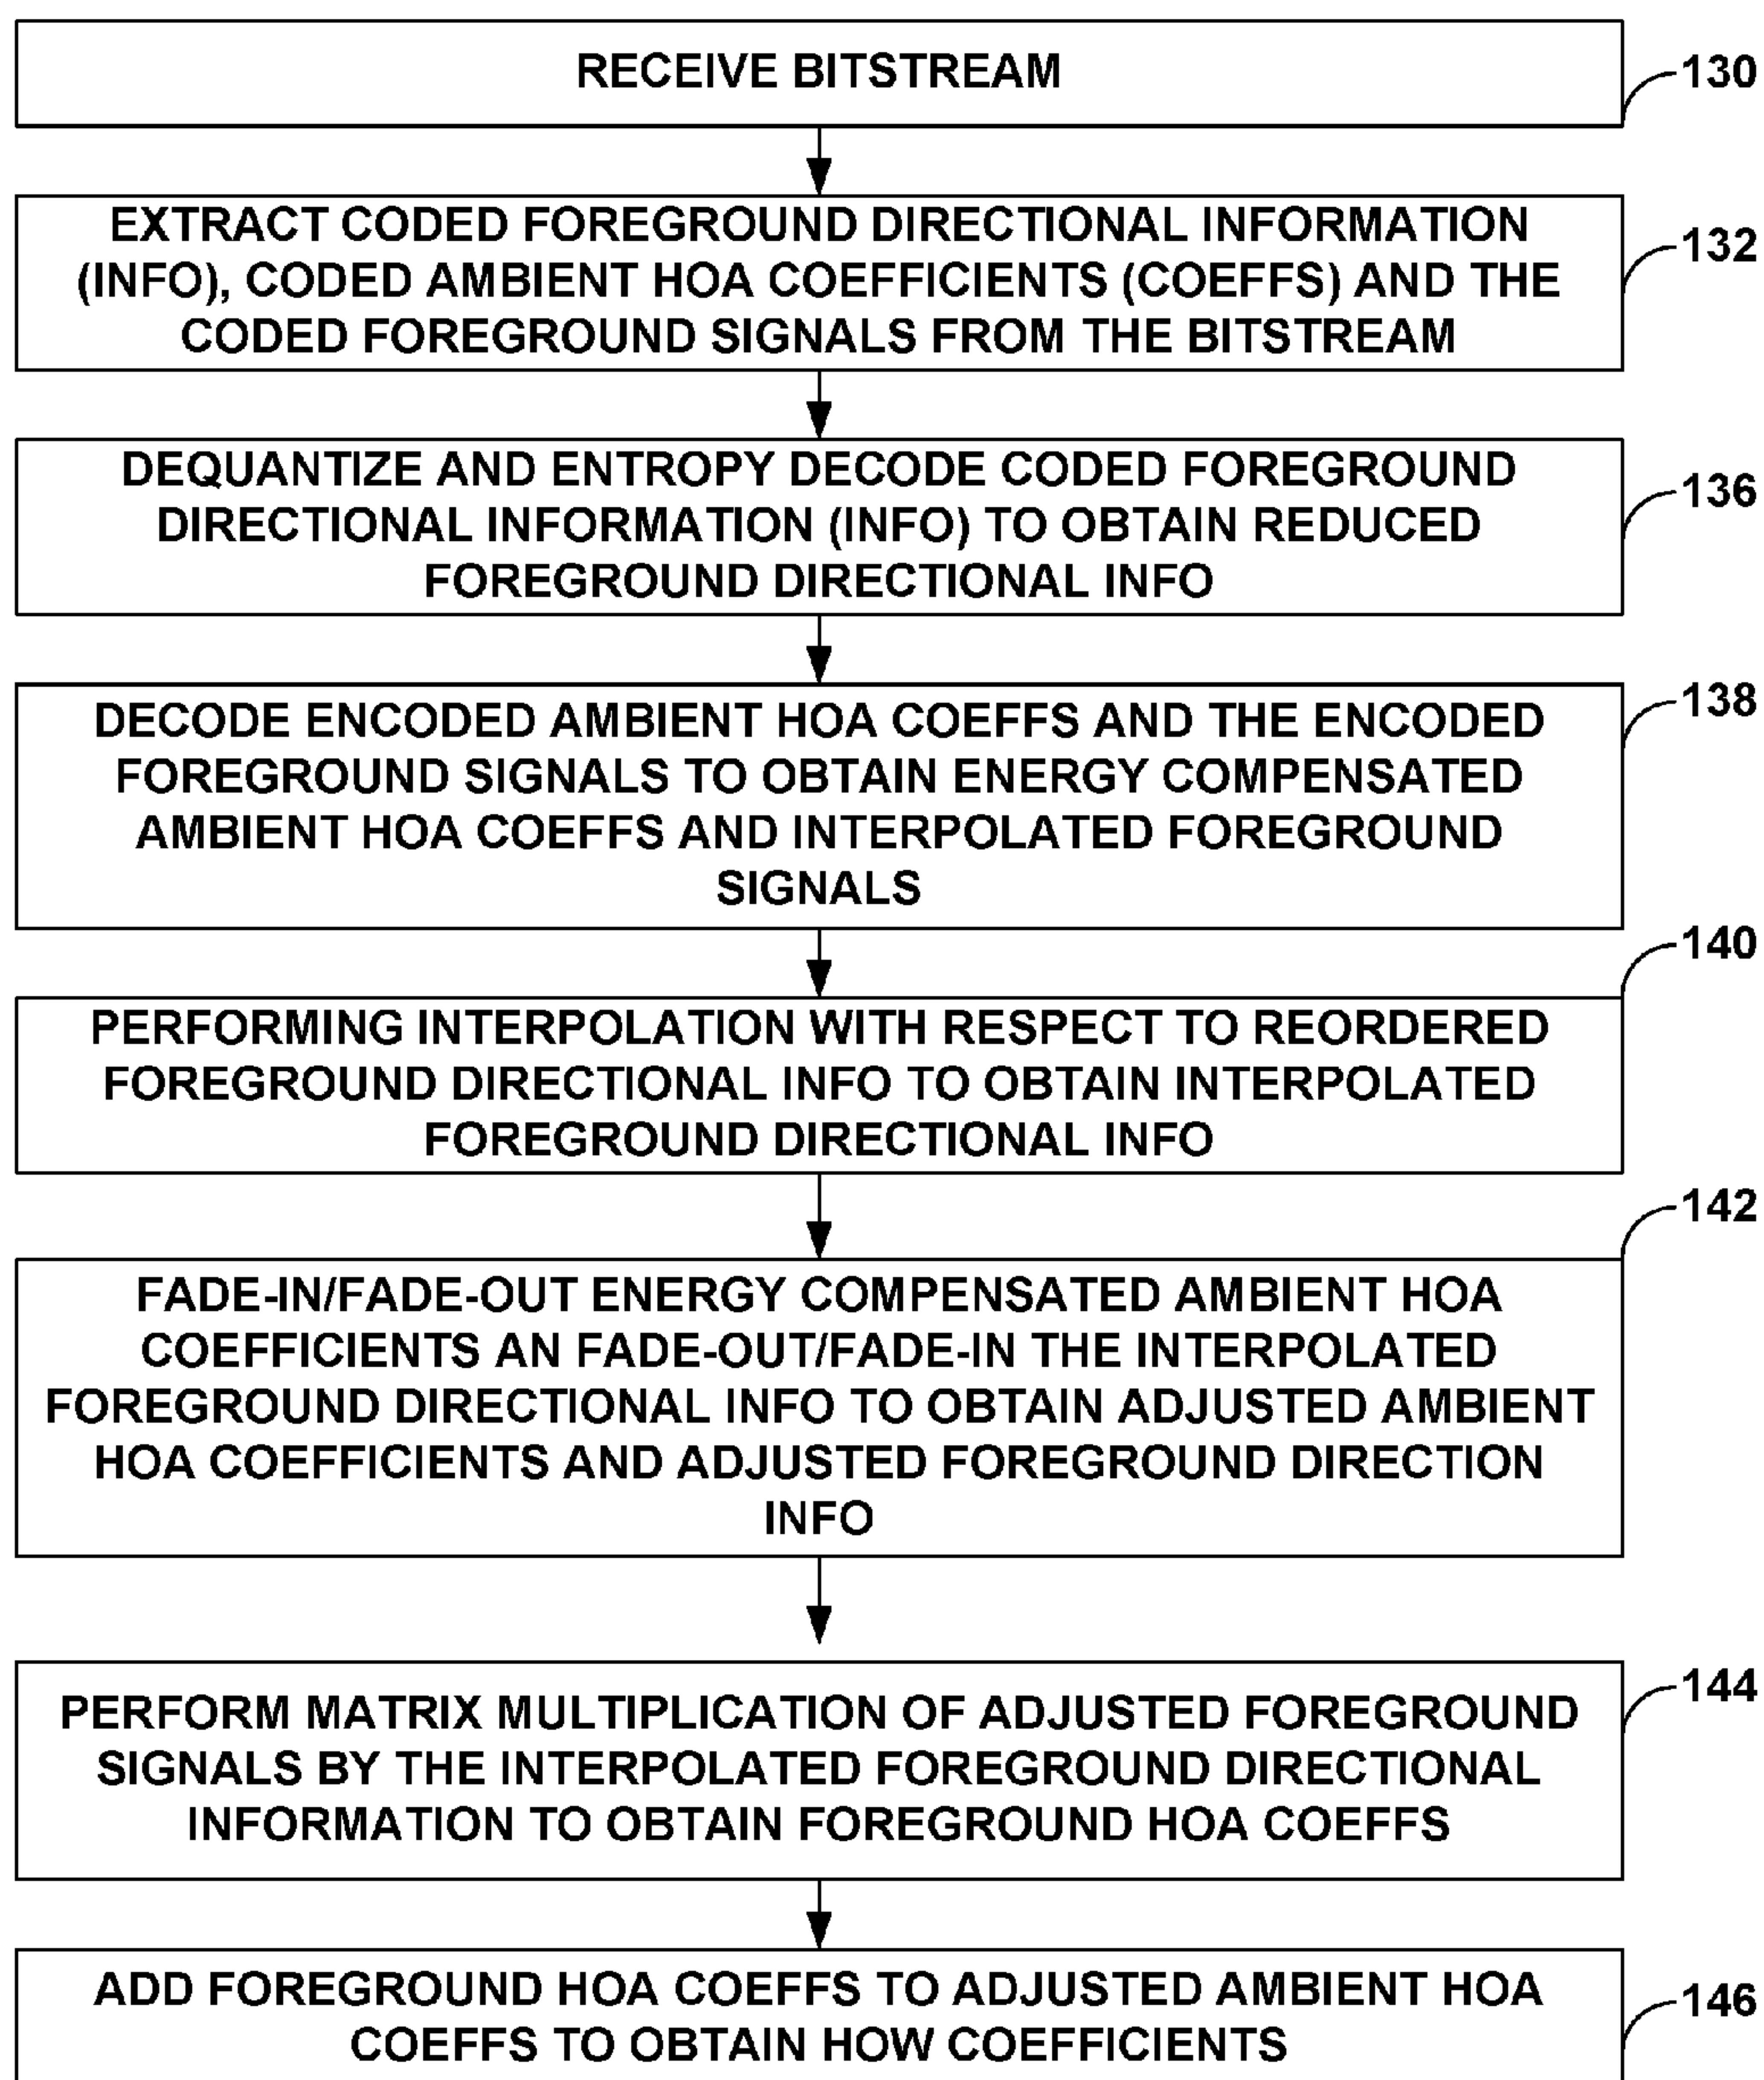 RECEIVE BITSTREAM
130
EXTRACT CODED FOREGROUND DIRECTIONAL INFORMATION
(INFO), CODED AMBIENT HOA COEFFICIENTS (COEFFS) AND THE
CODED FOREGROUND SIGNALS FROM THE BITSTREAM
132
DEQUANTIZE AND ENTROPY DECODE CODED FOREGROUND
DIRECTIONAL INFORMATION (INFO) TO OBTAIN REDUCED
FOREGROUND DIRECTIONAL INFO
136
DECODE ENCODED AMBIENT HOA COEFFS AND THE ENCODED
FOREGROUND SIGNALS TO OBTAIN ENERGY COMPENSATED
AMBIENT HOA COEFFS AND INTERPOLATED FOREGROUND
SIGNALS
138
PERFORMING INTERPOLATION WITH RESPECT TO REORDERED
FOREGROUND DIRECTIONAL INFO TO OBTAIN INTERPOLATED
FOREGROUND DIRECTIONAL INFO
140
FADE-IN/FADE-OUT ENERGY COMPENSATED AMBIENT HOA
COEFFICIENTS AN FADE-OUT/FADE-IN THE INTERPOLATED
FOREGROUND DIRECTIONAL INFO TO OBTAIN ADJUSTED AMBIENT
HOA COEFFICIENTS AND ADJUSTED FOREGROUND DIRECTION
INFO
142
PERFORM MATRIX MULTIPLICATION OF ADJUSTED FOREGROUND
SIGNALS BY THE INTERPOLATED FOREGROUND DIRECTIONAL
INFORMATION TO OBTAIN FOREGROUND HOA COEFFS
144
ADD FOREGROUND HOA COEFFS TO ADJUSTED AMBIENT HOA
COEFFS TO OBTAIN HOW COEFFICIENTS
146